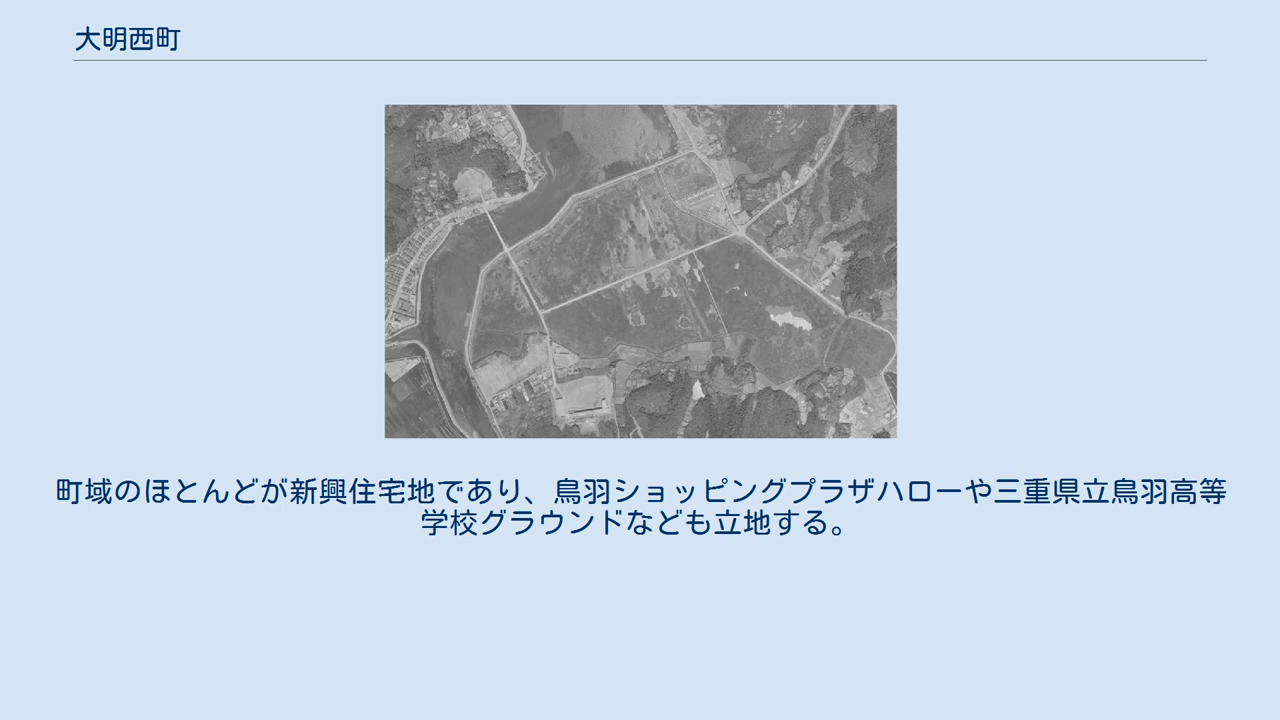 大明西町
町域のほとんどが新興住宅地であり、鳥羽ショッピングプラザハローや三重県立鳥羽高等
学校グラウンドなども立地する。